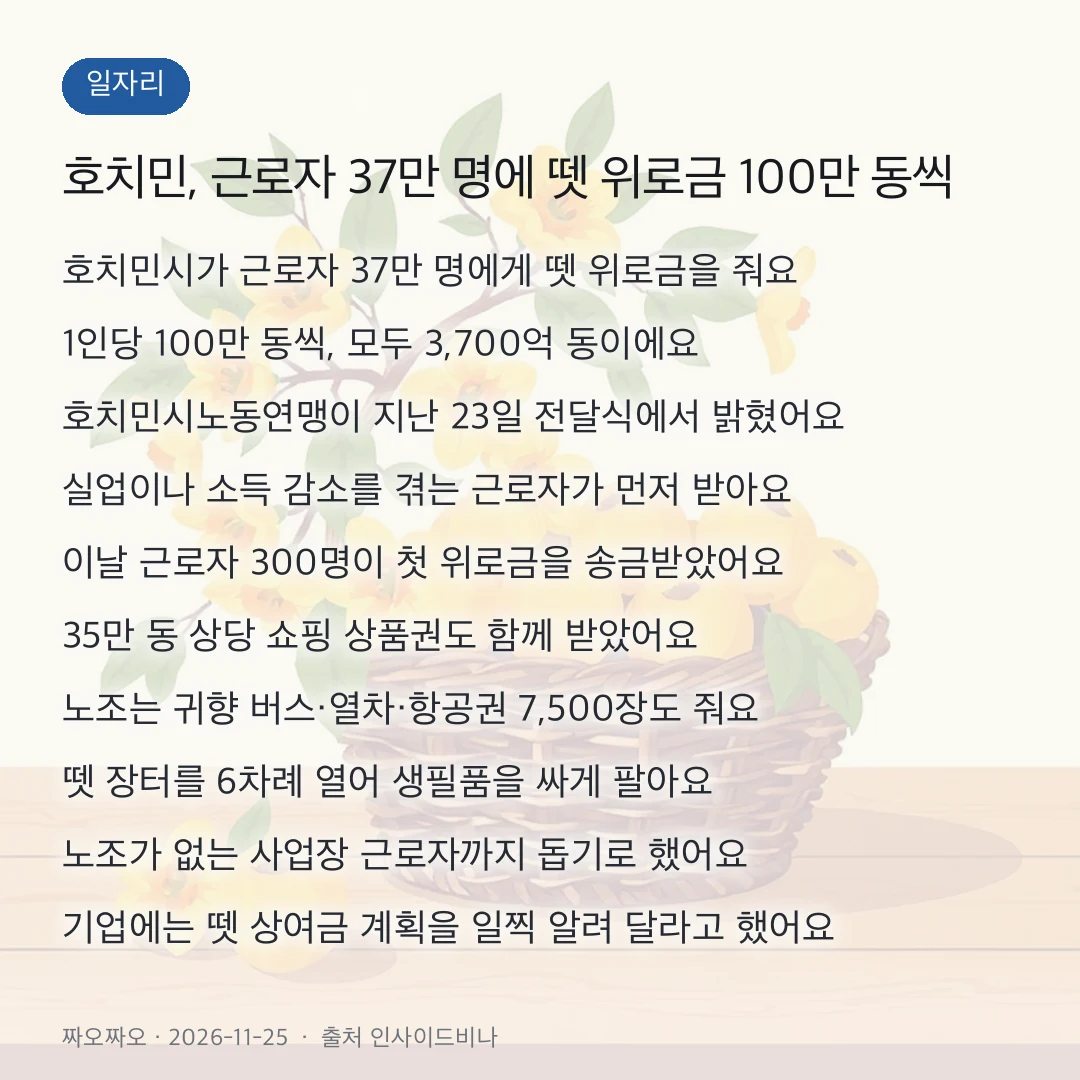 일자리
호치민, 근로자 37만 명에 뗏 위로금 100만 동씩
호치민시가 근로자 37만 명에게 뗏 위로금을 줘요
1인당 100만 동씩, 모두 3,700억 동이에요
호치민시노동연맹이 지난 23일 전달식에서 밝혔어요
실업이나 소득 감소를 겪는 근로자가 먼저 받아요
이날 근로자 300명이 첫 위로금을 송금받았어요
35만 동 상당 쇼핑 상품권도 함께 받았어요
노조는 귀향 버스·열차·항공권 7,500장도 줘요
뗏 장터를 6차례 열어 생필품을 싸게 팔아요
노조가 없는 사업장 근로자까지 돕기로 했어요
기업에는 뗏 상여금 계획을 일찍 알려 달라고 했어요
짜오짜오 · 2026-11-25 · 출처 인사이드비나